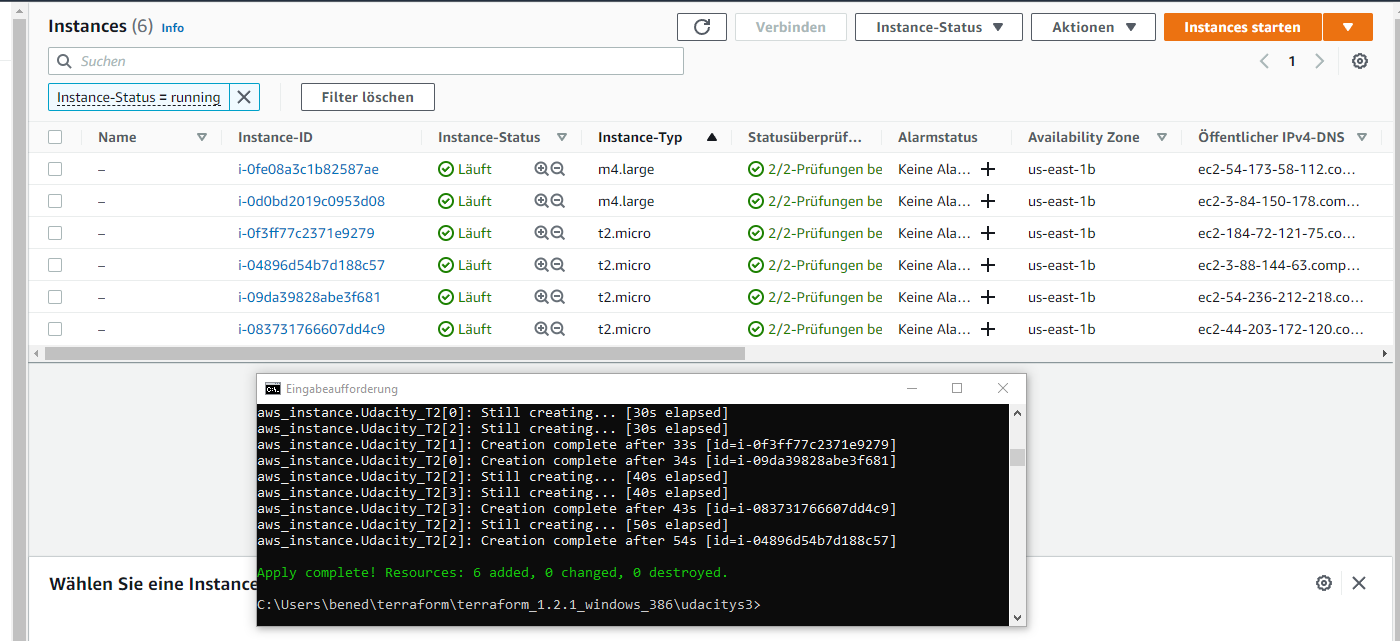 Instances (6) Info
Verbinden
Instance-Status
Aktionen
Instances starten
Suchen
1
Instance-Status = running
Filter löschen
Name Instance-ID Instance-Status Instance-Typ Statusüberprüf... Alarmstatus Availability Zone Öffentlicher IPv4-DNS
– i-0fe08a3c1b82587ae Läuft m4.large 2/2-Prüfungen be Keine Ala... us-east-1b ec2-54-173-58-112.co...
– i-0d0bd2019c0953d08 Läuft m4.large 2/2-Prüfungen be Keine Ala... us-east-1b ec2-3-84-150-178.com...
– i-0f3ff77c2371e9279 Läuft t2.micro 2/2-Prüfungen be Keine Ala... us-east-1b ec2-184-72-121-75.co...
– i-04896d54b7d188c57 Läuft t2.micro 2/2-Prüfungen be Keine Ala... us-east-1b ec2-3-88-144-63.comp...
– i-09da39828abe3f681 Läuft t2.micro 2/2-Prüfungen be Keine Ala... us-east-1b ec2-54-236-212-218.co...
– i-083731766607dd4c9 Läuft t2.micro 2/2-Prüfungen be Keine Ala... us-east-1b ec2-44-203-172-120.co...
Eingabeaufforderung
aws_instance.Udacity_T2[0]: Still creating... [30s elapsed]
aws_instance.Udacity_T2[2]: Still creating... [30s elapsed]
aws_instance.Udacity_T2[1]: Creation complete after 33s [id=i-0f3ff77c2371e9279]
aws_instance.Udacity_T2[0]: Creation complete after 34s [id=i-09da39828abe3f681]
aws_instance.Udacity_T2[2]: Still creating... [40s elapsed]
aws_instance.Udacity_T2[3]: Still creating... [40s elapsed]
aws_instance.Udacity_T2[3]: Creation complete after 43s [id=i-083731766607dd4c9]
aws_instance.Udacity_T2[2]: Still creating... [50s elapsed]
aws_instance.Udacity_T2[2]: Creation complete after 54s [id=i-04896d54b7d188c57]
Apply complete! Resources: 6 added, 0 changed, 0 destroyed.
C:\Users\bened\terraform\terraform_1.2.1_windows_386\udacitys3>
Wählen Sie eine Instance